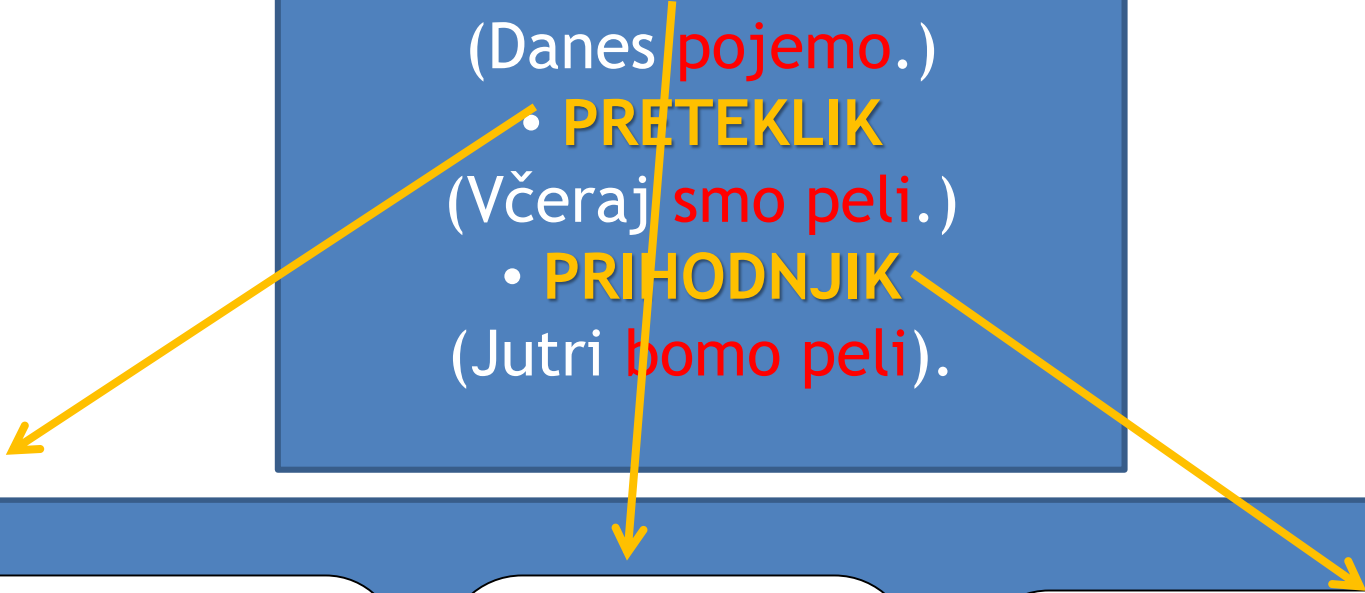 (Danes pojemo.)
• PRETEKLIK
(Včeraj smo peli.)
• PRIHODNJIK
(Jutri bomo peli).